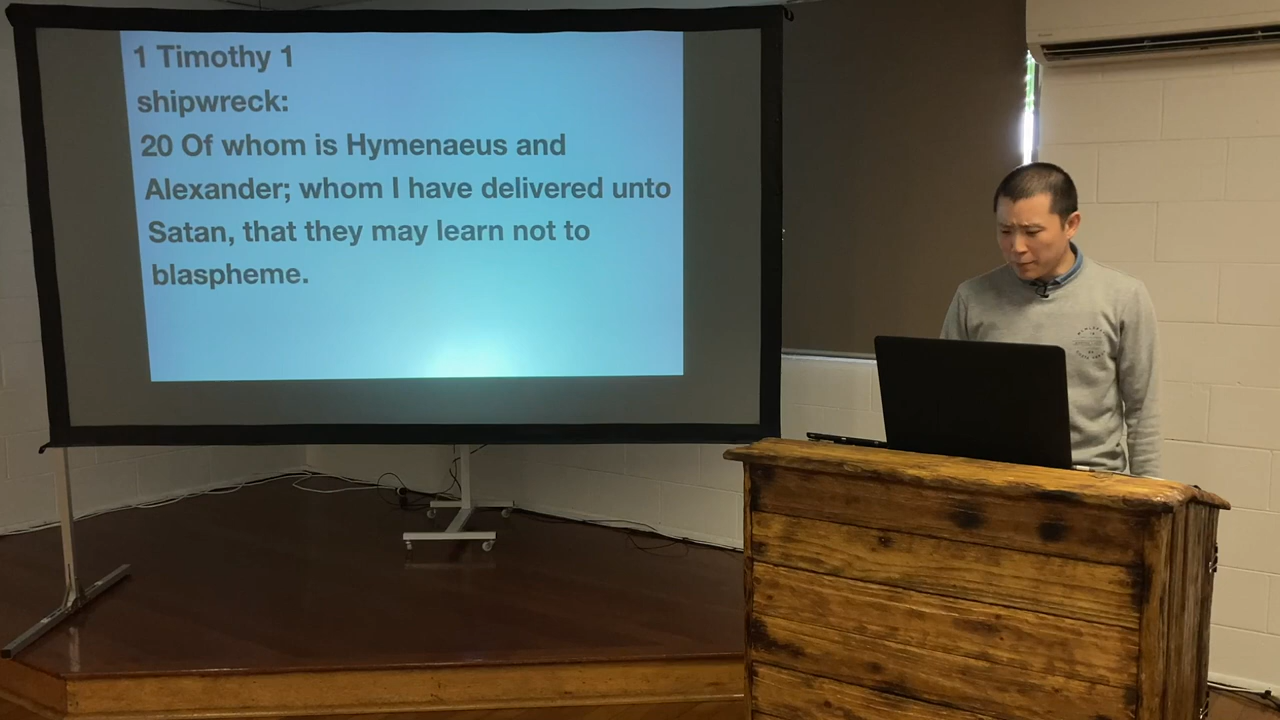 1 Timothy 1
shipwreck:
20 Of whom is Hymenaeus and
Alexander; whom I have delivered unto
Satan, that they may learn not to
blaspheme.